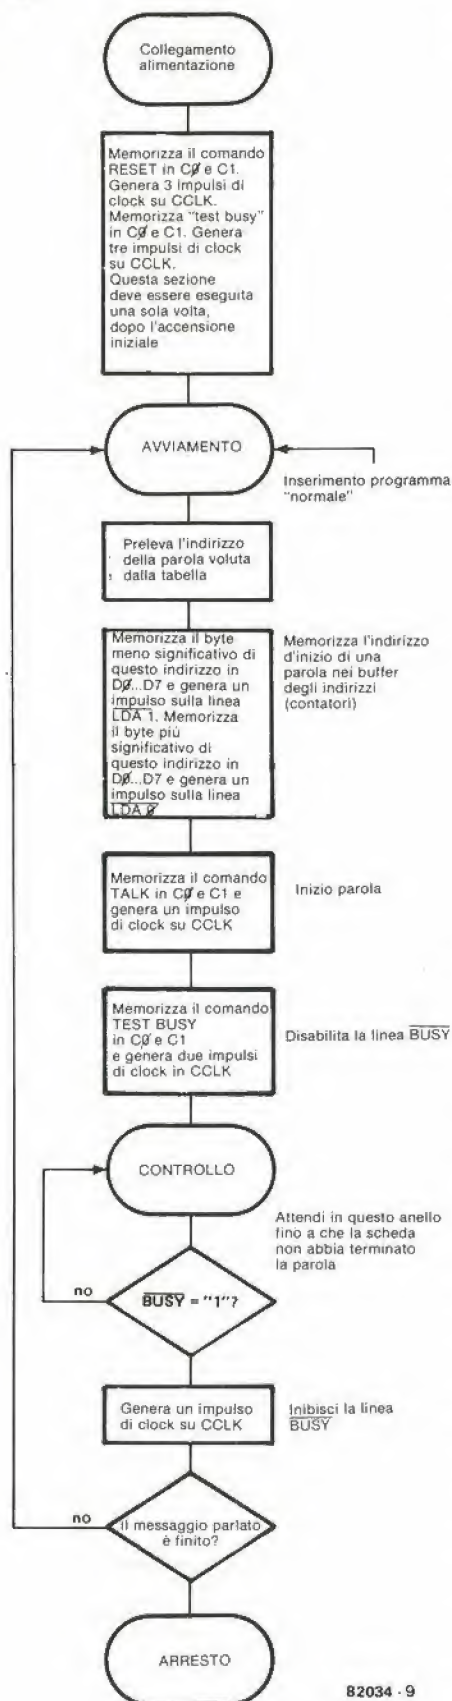 Collegamento
alimentazione
Memorizza il comando
RESET in C0̸ e C1.
Genera 3 impulsi di
clock su CCLK.
Memorizza "test busy"
in C0̸ e C1. Genera
tre impulsi di clock
su CCLK.
Questa sezione
deve essere eseguita
una sola volta,
dopo l'accensione
iniziale
AVVIAMENTO
Inserimento programma
"normale"
Preleva l'indirizzo
della parola voluta
dalla tabella
Memorizza il byte
meno significativo di
questo indirizzo in
D0̸...D7 e genera un
impulso sulla linea
LDA 1. Memorizza
il byte più
significativo di
questo indirizzo in
D0̸...D7 e genera un
impulso sulla linea
LDA 0̸
Memorizza l'indirizzo
d'inizio di una
parola nei buffer
degli indirizzi
(contatori)
Memorizza il comando
TALK in C0̸ e C1 e
genera un impulso
di clock su CCLK
Inizio parola
Memorizza il comando
TEST BUSY
in C0̸ e C1
e genera due impulsi
di clock in CCLK
Disabilita la linea BUSY
CONTROLLO
Attendi in questo anello
fino a che la scheda
non abbia terminato
la parola
no
BUSY = "1"?
Genera un impulso
di clock su CCLK
Inibisci la linea
BUSY
no
il messaggio parlato
è finito?
ARRESTO
82034 - 9